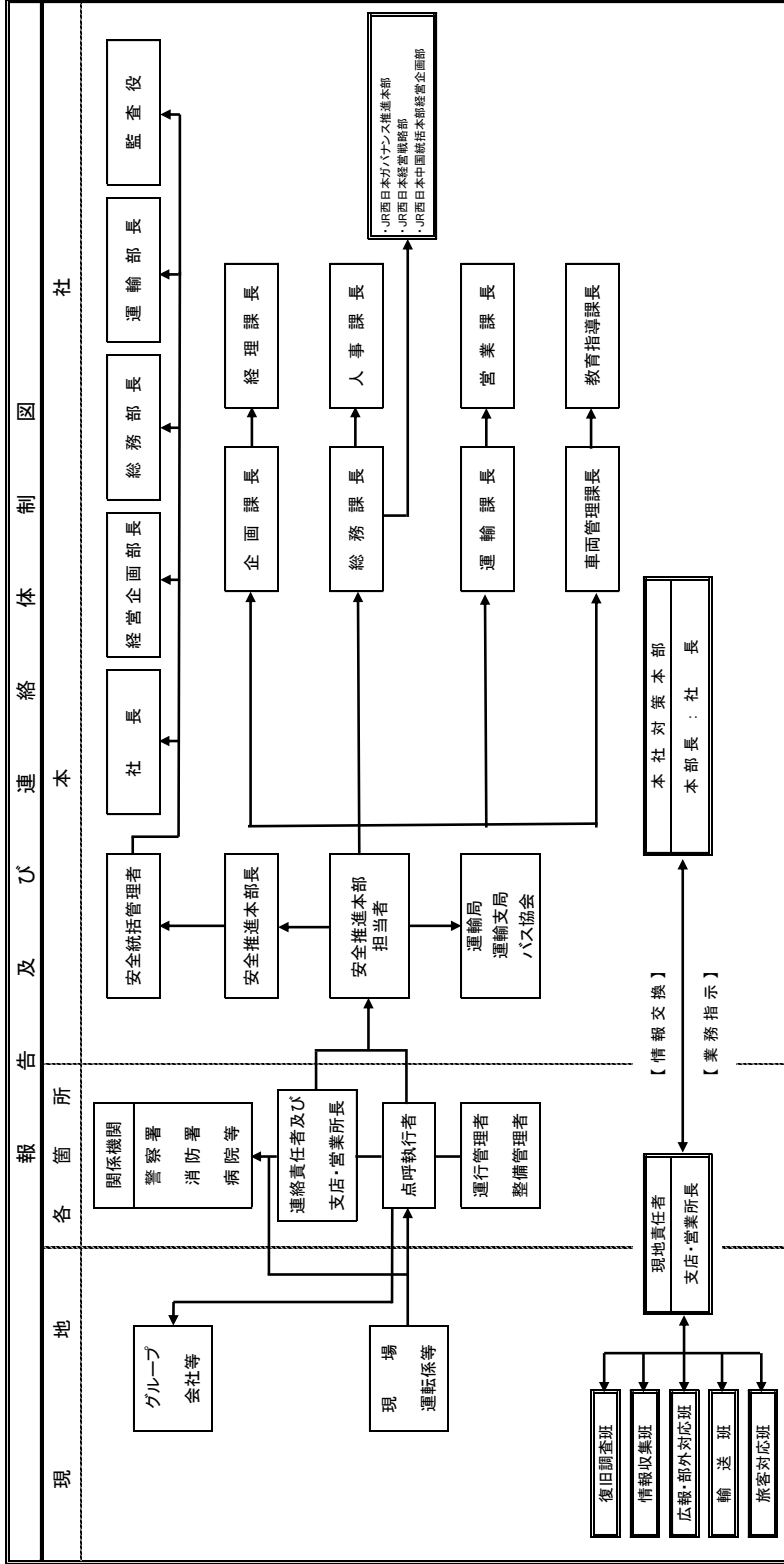 報告及び連絡体制図
現地
各箇所
本社
グループ
会社等
現場
運転係等
関係機関
警察署
消防署
病院等
連絡責任者及び
支店・営業所長
点呼執行者
運行管理者
整備管理者
安全統括管理者
安全推進本部長
安全推進本部
担当者
運輸局
運輸支局
バス協会
社長
経営企画部長
総務部長
運輸部長
監査役
企画課長
経理課長
総務課長
人事課長
運輸課長
営業課長
車両管理課長
教育指導課長
・JR西日本ガバナンス推進本部
・JR西日本経営戦略部
・JR西日本中国統括本部経営企画部
復旧調査班
情報収集班
広報・部外対応班
輸送班
旅客対応班
現地責任者
支店・営業所長
【情報交換】
【業務指示】
本社対策本部
本部長：社長